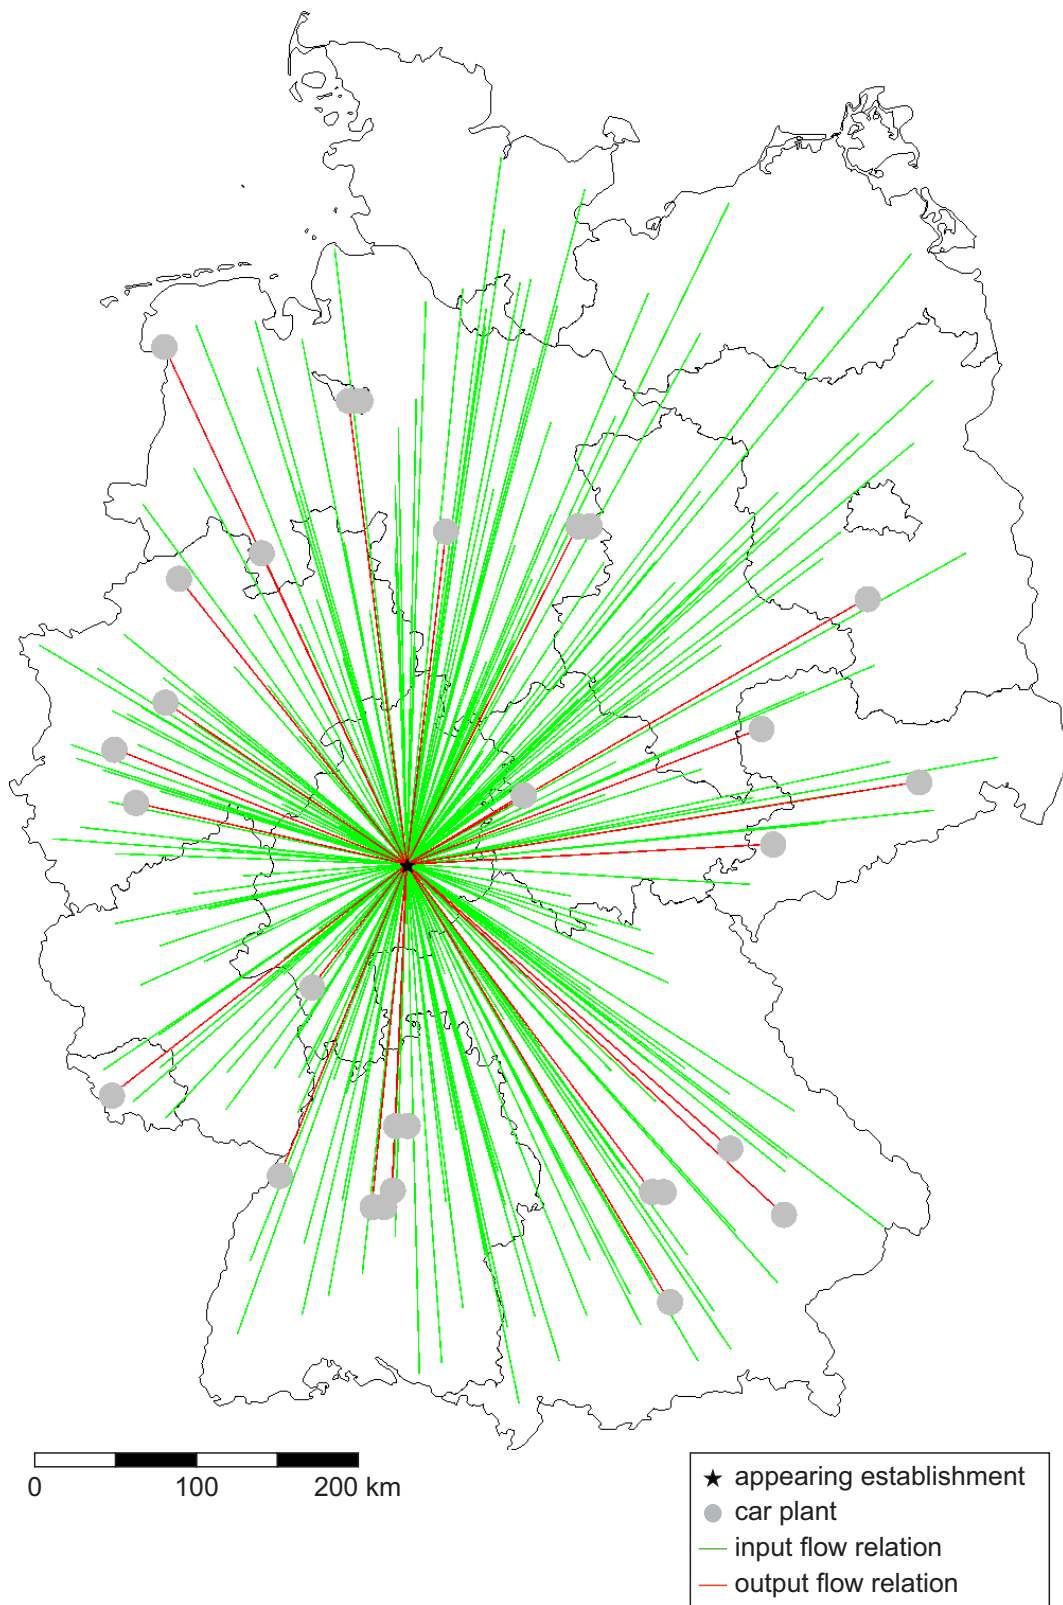 0 100 200 km
appearing establishment
car plant
input flow relation
output flow relation